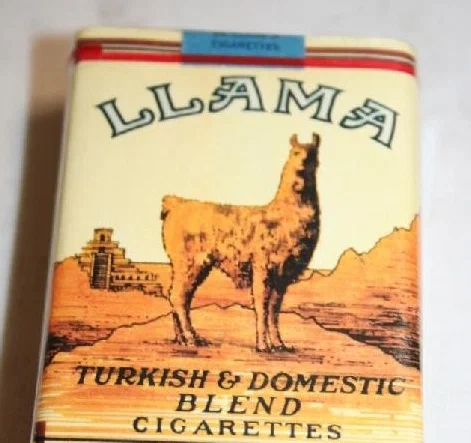 CIGARETTES
LLAMA
TURKISH & DOMESTIC
BLEND
CIGARETTES